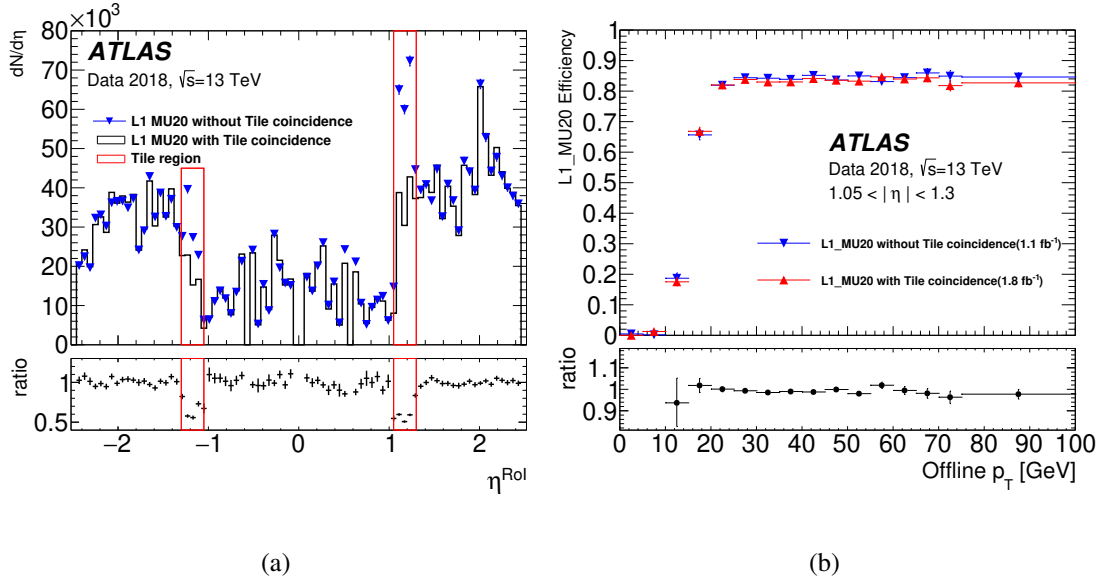 ×10³
dN/dη
80
70
60
50
40
30
20
10
0
ATLAS
Data 2018, √s=13 TeV
L1 MU20 without Tile coincidence
L1 MU20 with Tile coincidence
Tile region
ratio
1
0.5
−2
−1
0
1
2
η^RoI
(a)
L1_MU20 Efficiency
1
0.9
0.8
0.7
0.6
0.5
0.4
0.3
0.2
0.1
0
ATLAS
Data 2018, √s=13 TeV
1.05 < | η | < 1.3
L1_MU20 without Tile coincidence(1.1 fb⁻¹)
L1_MU20 with Tile coincidence(1.8 fb⁻¹)
ratio
1.1
1
0.9
0 10 20 30 40 50 60 70 80 90 100
Offline p_T [GeV]
(b)